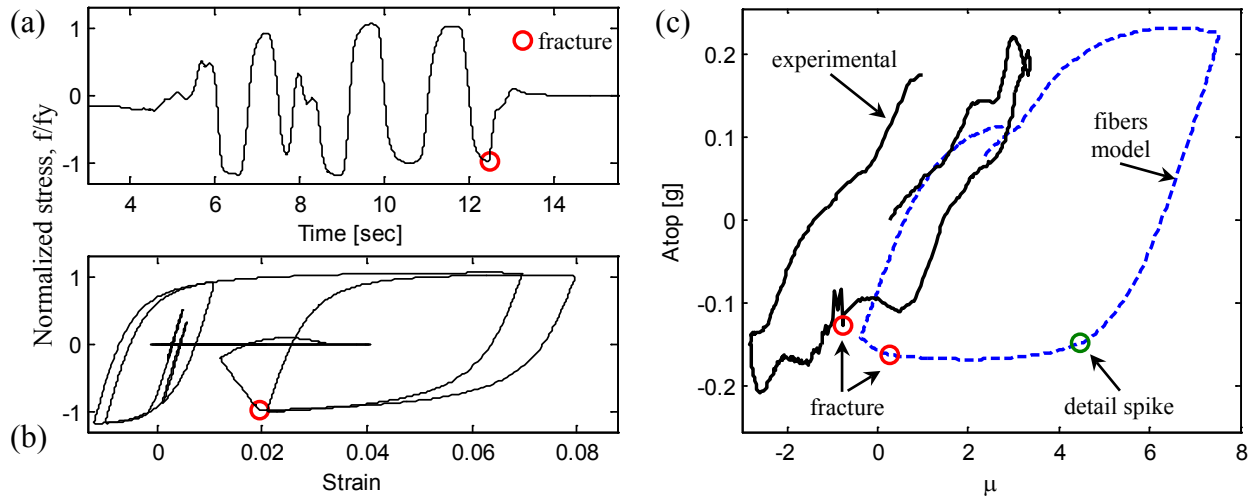 (a)
fracture
1
0
-1
4
6
8
10
12
14
Time [sec]
Normalized stress, f/fy
1
0
-1
0
0.02
0.04
0.06
0.08
Strain
(b)
(c)
0.2
0.1
0
-0.1
-0.2
Atop [g]
experimental
fibers
model
fracture
detail spike
-2
0
2
4
6
8
μ